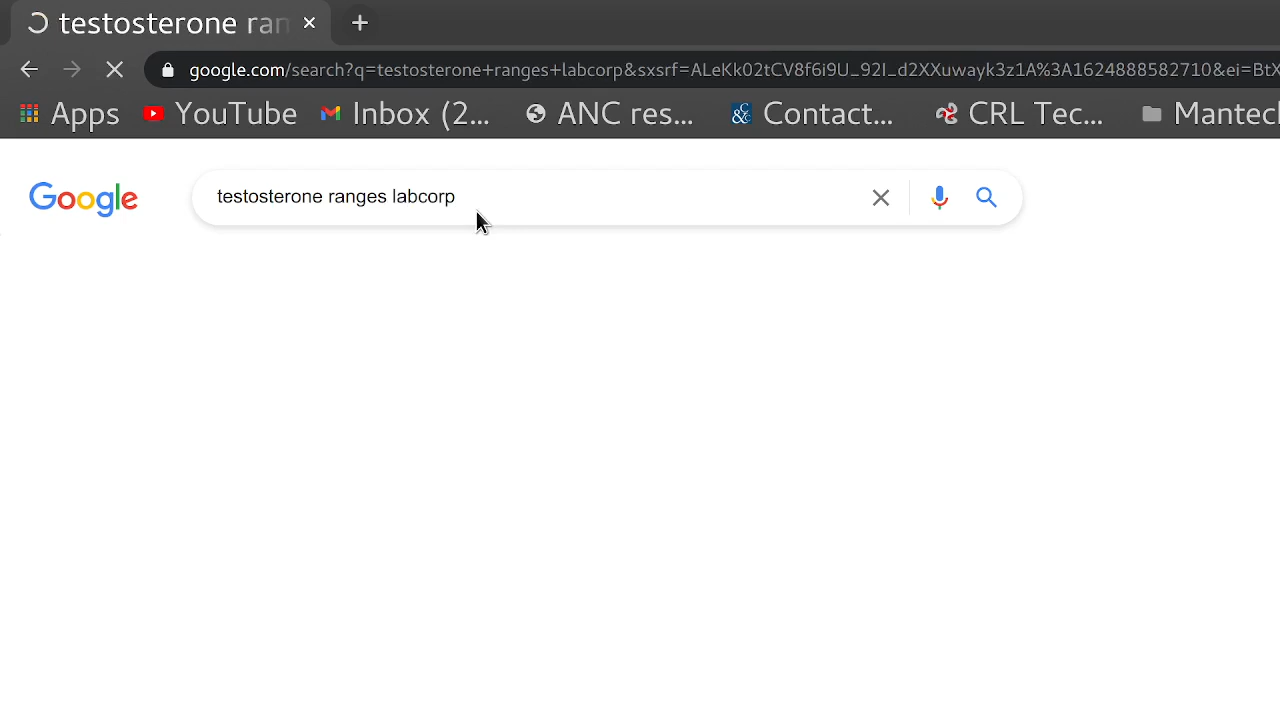 testosterone ran
google.com/search?q=testosterone+ranges+labcorp&sxsrf=ALeKk02tCV8f6i9U_92I_d2XXuwayk3z1A%3A1624888582710&ei=BtX
Apps YouTube Inbox (2... ANC res... Contact... CRL Tec... Mantech
Google testosterone ranges labcorp